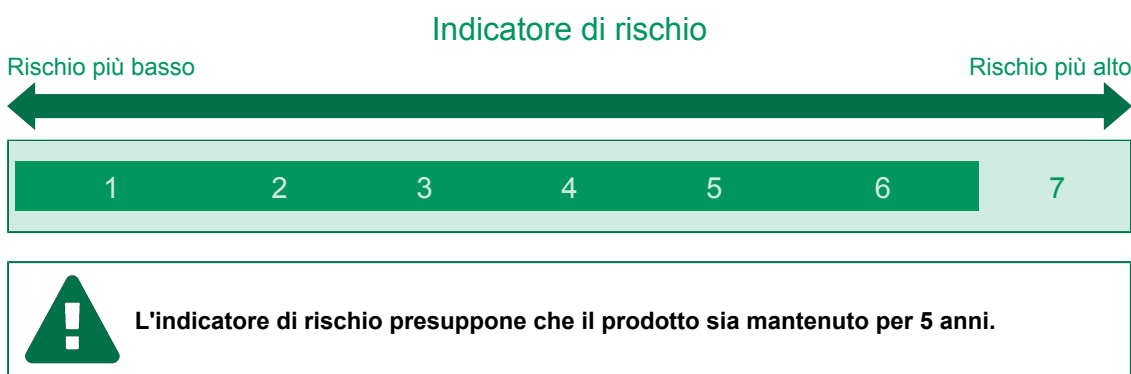 Indicatore di rischio
Rischio più basso Rischio più alto
1 2 3 4 5 6 7
L'indicatore di rischio presuppone che il prodotto sia mantenuto per 5 anni.